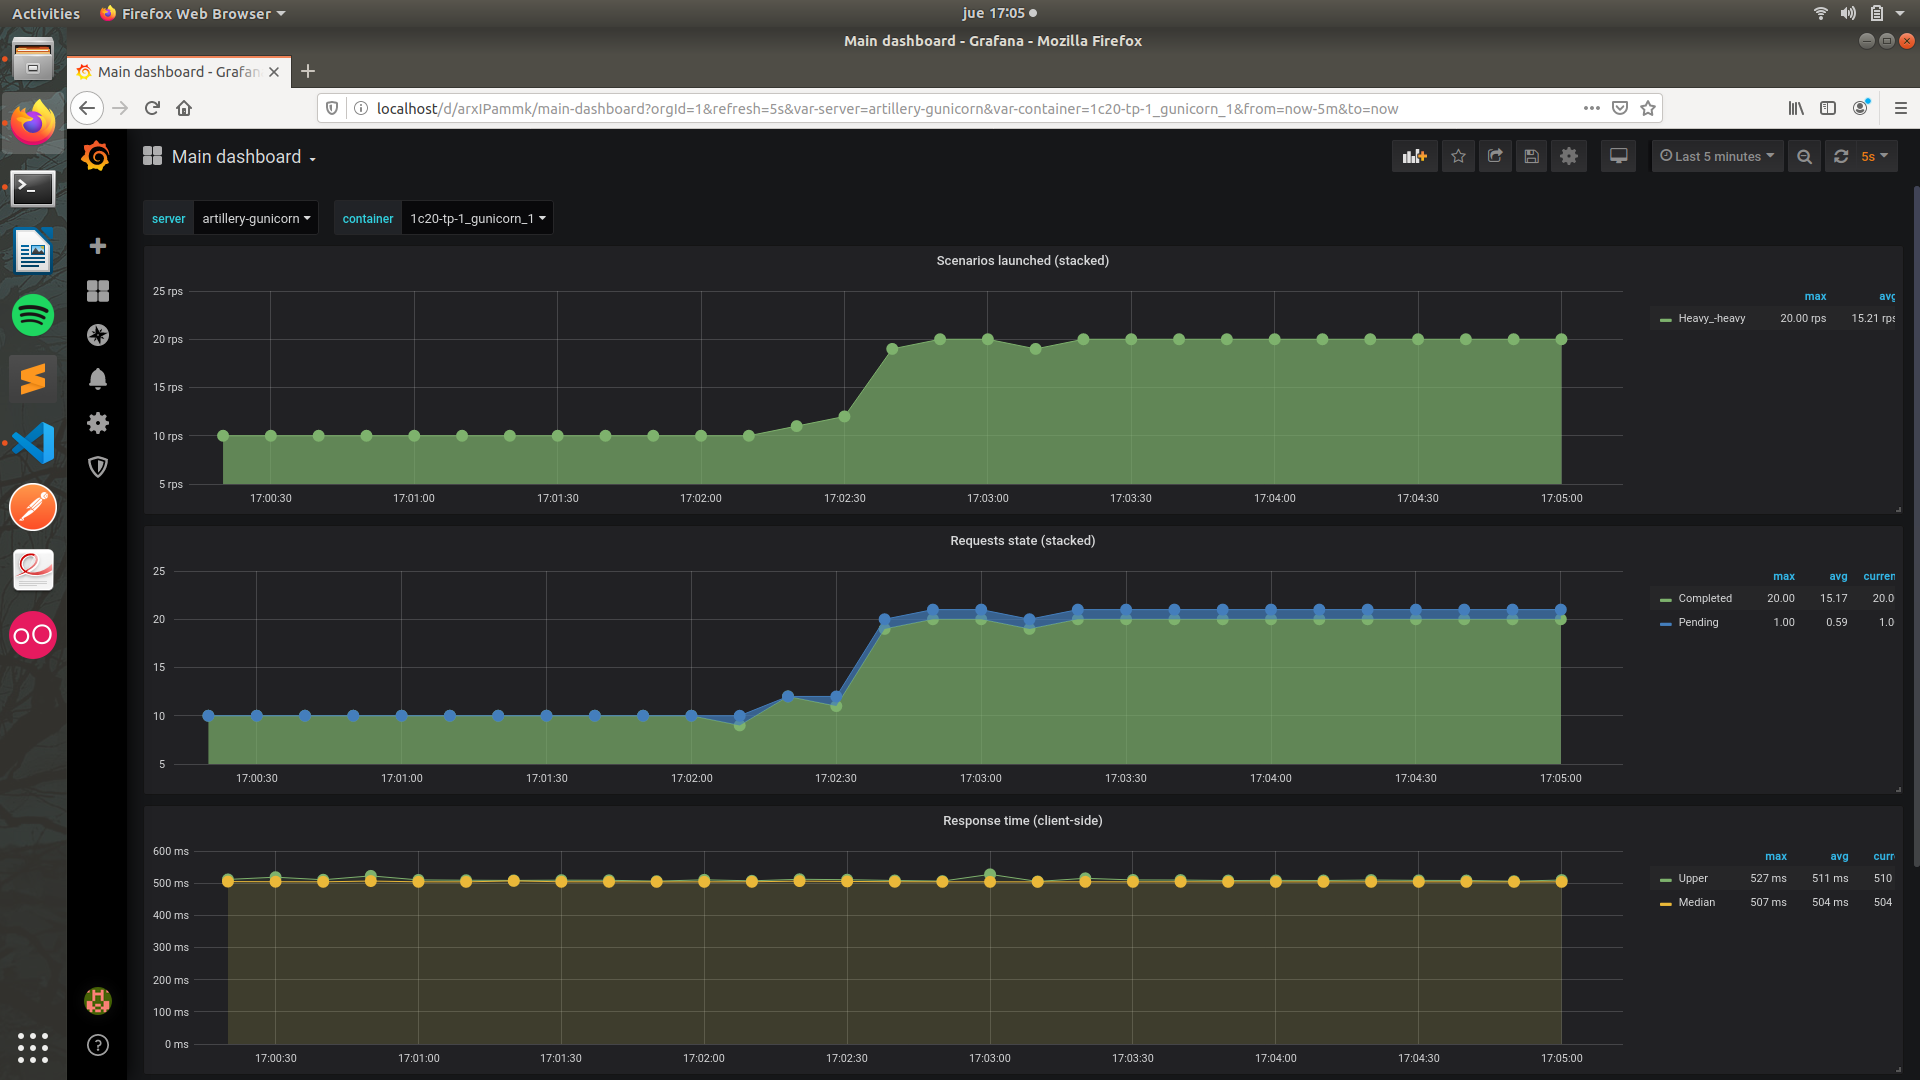 Activities
Firefox Web Browser
jue 17:05
Main dashboard - Grafana - Mozilla Firefox
Main dashboard - Grafan
localhost/d/arxIPammk/main-dashboard?orgId=1&refresh=5s&var-server=artillery-gunicorn&var-container=1c20-tp-1_gunicorn_1&from=now-5m&to=now
Main dashboard
Last 5 minutes
5s
server
artillery-gunicorn
container
1c20-tp-1_gunicorn_1
Scenarios launched (stacked)
25 rps
20 rps
15 rps
10 rps
5 rps
17:00:30 17:01:00 17:01:30 17:02:00 17:02:30 17:03:00 17:03:30 17:04:00 17:04:30 17:05:00
max avg
Heavy_-heavy 20.00 rps 15.21 rps
Requests state (stacked)
25
20
15
10
5
17:00:30 17:01:00 17:01:30 17:02:00 17:02:30 17:03:00 17:03:30 17:04:00 17:04:30 17:05:00
max avg curren
Completed 20.00 15.17 20.0
Pending 1.00 0.59 1.0
Response time (client-side)
600 ms
500 ms
400 ms
300 ms
200 ms
100 ms
0 ms
17:00:30 17:01:00 17:01:30 17:02:00 17:02:30 17:03:00 17:03:30 17:04:00 17:04:30 17:05:00
max avg curr
Upper 527 ms 511 ms 510
Median 507 ms 504 ms 504